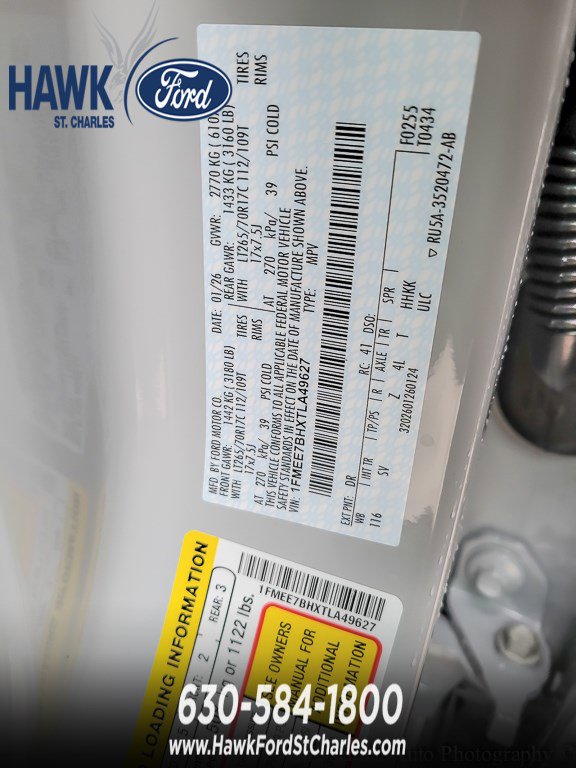 HAWK
Ford
ST. CHARLES
MFD. BY FORD MOTOR CO.
DATE: 01/26
GVWR: 2770 KG
FRONT GAWR: 1442 KG (3180 LB)
REAR GAWR: 1433 KG (3160 LB)
WITH LT265/70R17C 112/109T TIRES
WITH LT265/70R17C 112/109T TIRES
17x7.5J RIMS
17x7.5J RIMS
AT 270 kPa/ 39 PSI COLD
AT 270 kPa/ 39 PSI COLD
THIS VEHICLE CONFORMS TO ALL APPLICABLE FEDERAL MOTOR VEHICLE
SAFETY STANDARDS IN EFFECT ON THE DATE OF MANUFACTURE SHOWN ABOVE.
VIN: 1FMEE7BHXTLA49627
TYPE: MPV
F0255
T0434
EXT PNT: DR RC: 41 DSO:
WB INT TR TP/PS R AXLE TR SPR
116 SV Z 4L T HHKK
ULC
3202601260124
▽ RU5A-3520472-AB
LOADING INFORMATION
2 REAR: 3
or 1122 lbs.
1FMEE7BHXTLA49627
OWNERS
MANUAL FOR
ADDITIONAL
630-584-1800
www.HawkFordStCharles.com
Auto Photography